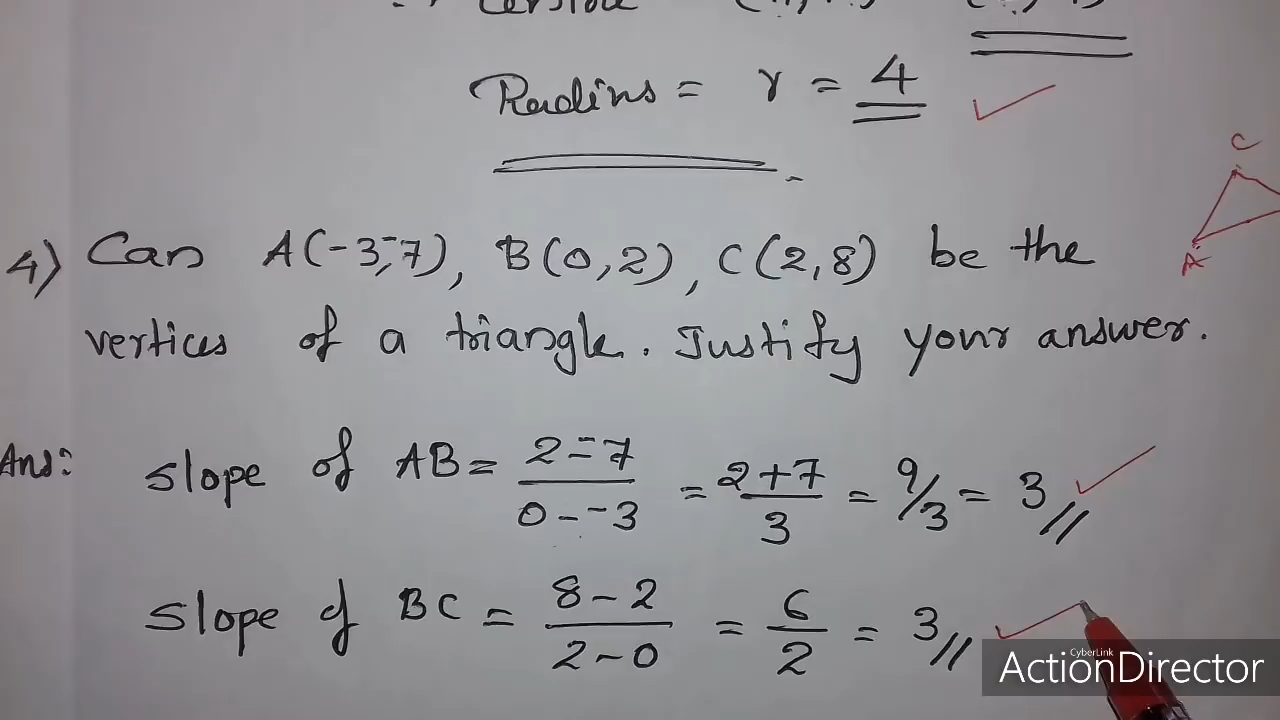 Radius = r = 4
C
4) Can A(-3,-7), B(0,2), C(2,8) be the
A
vertices of a triangle. Justify your answer.
Ans: slope of AB = 2--7 / 0--3 = 2+7 / 3 = 9/3 = 3
Slope of BC = 8-2 / 2-0 = 6/2 = 3
CyberLink
ActionDirector